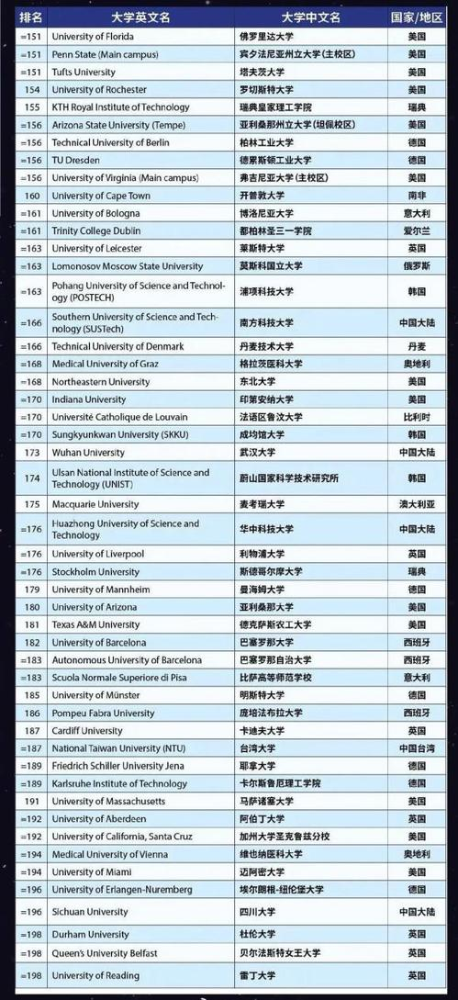 排名 大学英文名 大学中文名 国家/地区
=151 University of Florida 佛罗里达大学 美国
=151 Penn State (Main campus) 宾夕法尼亚州立大学(主校区) 美国
=151 Tufts University 塔夫茨大学 美国
154 University of Rochester 罗切斯特大学 美国
155 KTH Royal Institute of Technology 瑞典皇家理工学院 瑞典
=156 Arizona State University (Tempe) 亚利桑那州立大学(坦佩校区) 美国
=156 Technical University of Berlin 柏林工业大学 德国
=156 TU Dresden 德累斯顿工业大学 德国
=156 University of Virginia (Main campus) 弗吉尼亚大学(主校区) 美国
160 University of Cape Town 开普敦大学 南非
=161 University of Bologna 博洛尼亚大学 意大利
=161 Trinity College Dublin 都柏林圣三一学院 爱尔兰
=163 University of Leicester 莱斯特大学 英国
=163 Lomonosov Moscow State University 莫斯科国立大学 俄罗斯
=163 Pohang University of Science and Technol-
ogy (POSTECH) 浦项科技大学 韩国
=166 Southern University of Science and Tech-
nology (SUSTech) 南方科技大学 中国大陆
=166 Technical University of Denmark 丹麦技术大学 丹麦
=168 Medical University of Graz 格拉茨医科大学 奥地利
=168 Northeastern University 东北大学 美国
=170 Indiana University 印第安纳大学 美国
=170 Université Catholique de Louvain 法语区鲁汶大学 比利时
=170 Sungkyunkwan University (SKKU) 成均馆大学 韩国
173 Wuhan University 武汉大学 中国大陆
174 Ulsan National Institute of Science and
Technology (UNIST) 蔚山国家科学技术研究所 韩国
175 Macquarie University 麦考瑞大学 澳大利亚
=176 Huazhong University of Science and
Technology 华中科技大学 中国大陆
=176 University of Liverpool 利物浦大学 英国
=176 Stockholm University 斯德哥尔摩大学 瑞典
179 University of Mannheim 曼海姆大学 德国
180 University of Arizona 亚利桑那大学 美国
181 Texas A&M University 德克萨斯农工大学 美国
182 University of Barcelona 巴塞罗那大学 西班牙
=183 Autonomous University of Barcelona 巴塞罗那自治大学 西班牙
=183 Scuola Normale Superiore di Pisa 比萨高等师范学校 意大利
185 University of Münster 明斯特大学 德国
186 Pompeu Fabra University 庞培法布拉大学 西班牙
187 Cardiff University 卡迪夫大学 英国
=187 National Taiwan University (NTU) 台湾大学 中国台湾
=189 Friedrich Schiller University Jena 耶拿大学 德国
=189 Karlsruhe Institute of Technology 卡尔斯鲁厄理工学院 德国
191 University of Massachusetts 马萨诸塞大学 美国
=192 University of Aberdeen 阿伯丁大学 英国
=192 University of California, Santa Cruz 加州大学圣克鲁兹分校 美国
=194 Medical University of Vienna 维也纳医科大学 奥地利
=194 University of Miami 迈阿密大学 美国
=196 University of Erlangen-Nuremberg 埃尔朗根-纽伦堡大学 德国
=196 Sichuan University 四川大学 中国大陆
=198 Durham University 杜伦大学 英国
=198 Queen's University Belfast 贝尔法斯特女王大学 英国
=198 University of Reading 雷丁大学 英国